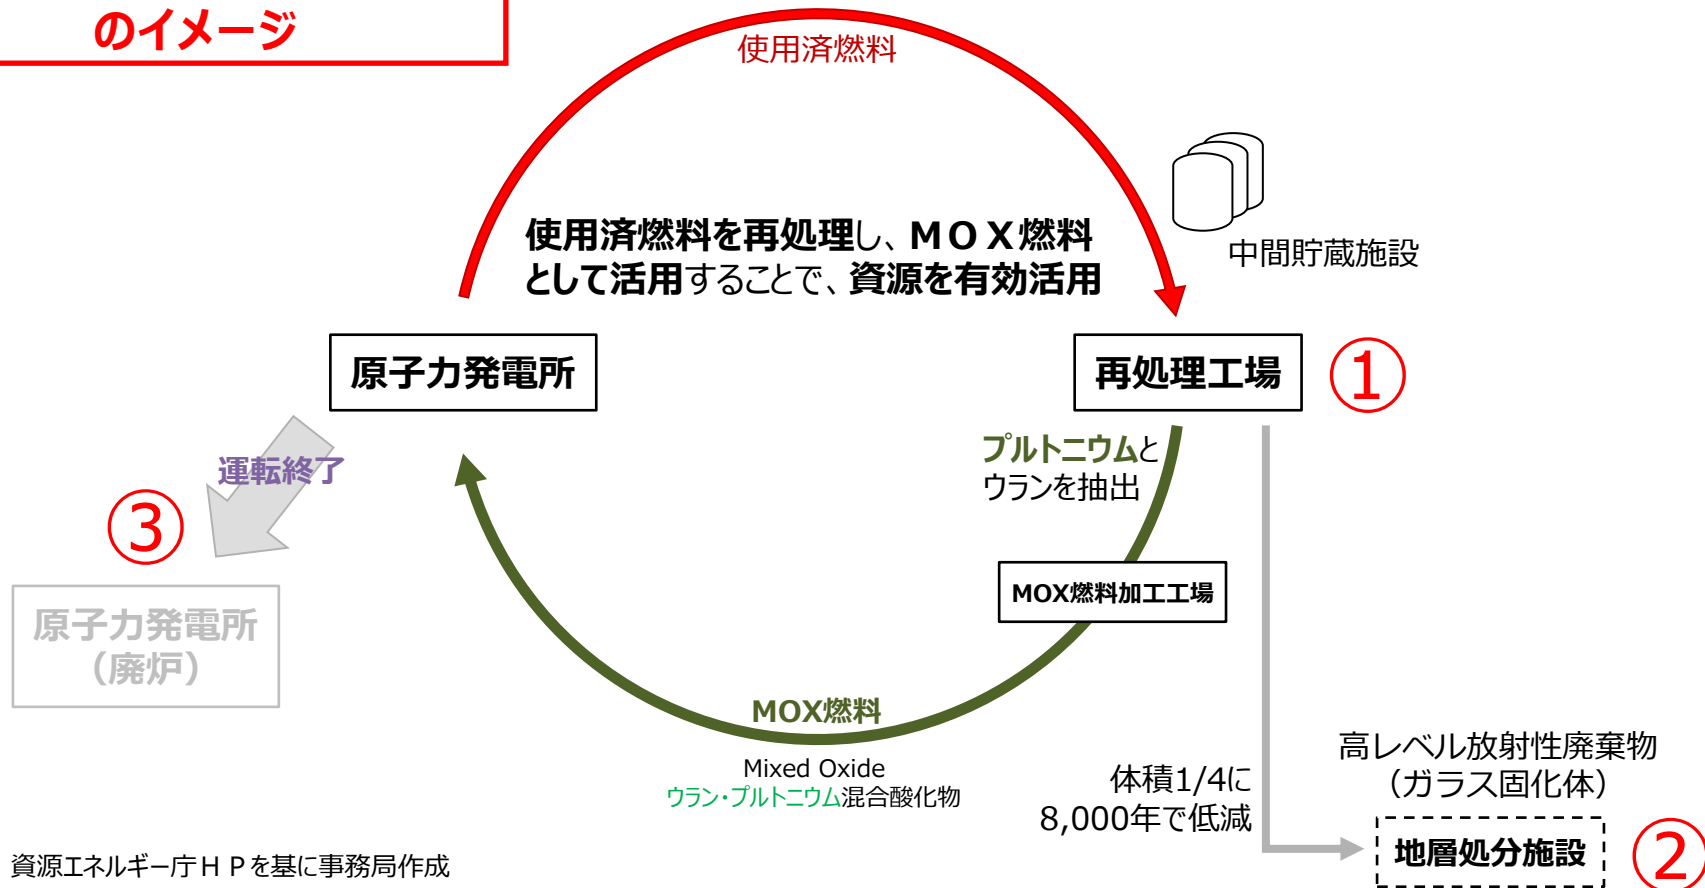 のイメージ
使用済燃料
中間貯蔵施設
使用済燃料を再処理し、ＭＯＸ燃料
として活用することで、資源を有効活用
原子力発電所
再処理工場
①
プルトニウムと
ウランを抽出
運転終了
③
MOX燃料加工工場
原子力発電所
（廃炉）
MOX燃料
Mixed Oxide
ウラン・プルトニウム混合酸化物
体積1/4に
8,000年で低減
高レベル放射性廃棄物
（ガラス固化体）
地層処分施設
②
資源エネルギー庁ＨＰを基に事務局作成